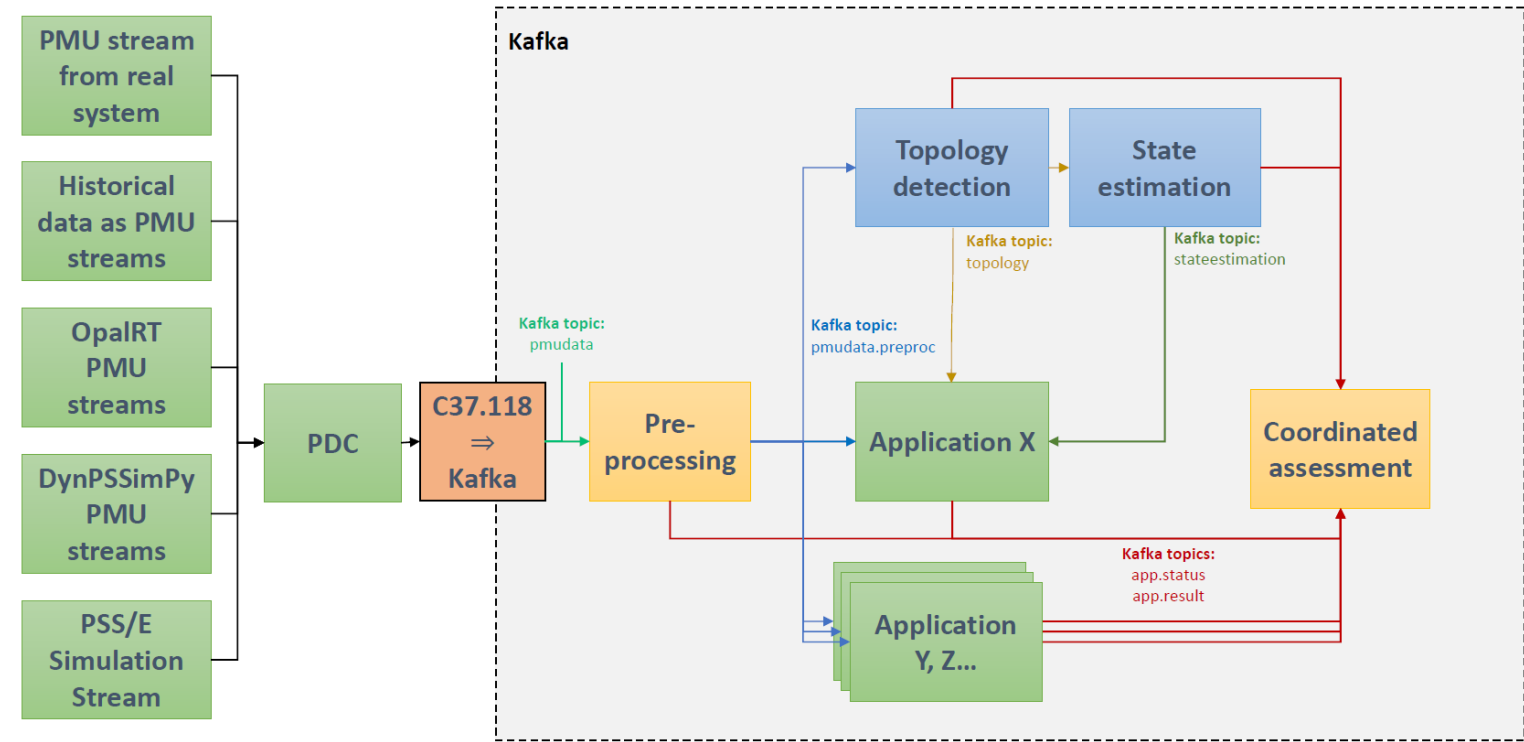 PMU stream
from real
system
Historical
data as PMU
streams
OpalRT
PMU
streams
DynPSSimPy
PMU
streams
PSS/E
Simulation
Stream
PDC
C37.118
⇒
Kafka
Kafka
Kafka topic:
pmudata
Pre-
processing
Kafka topic:
pmudata.preproc
Topology
detection
State
estimation
Kafka topic:
topology
Kafka topic:
stateestimation
Application X
Application
Y, Z...
Kafka topics:
app.status
app.result
Coordinated
assessment